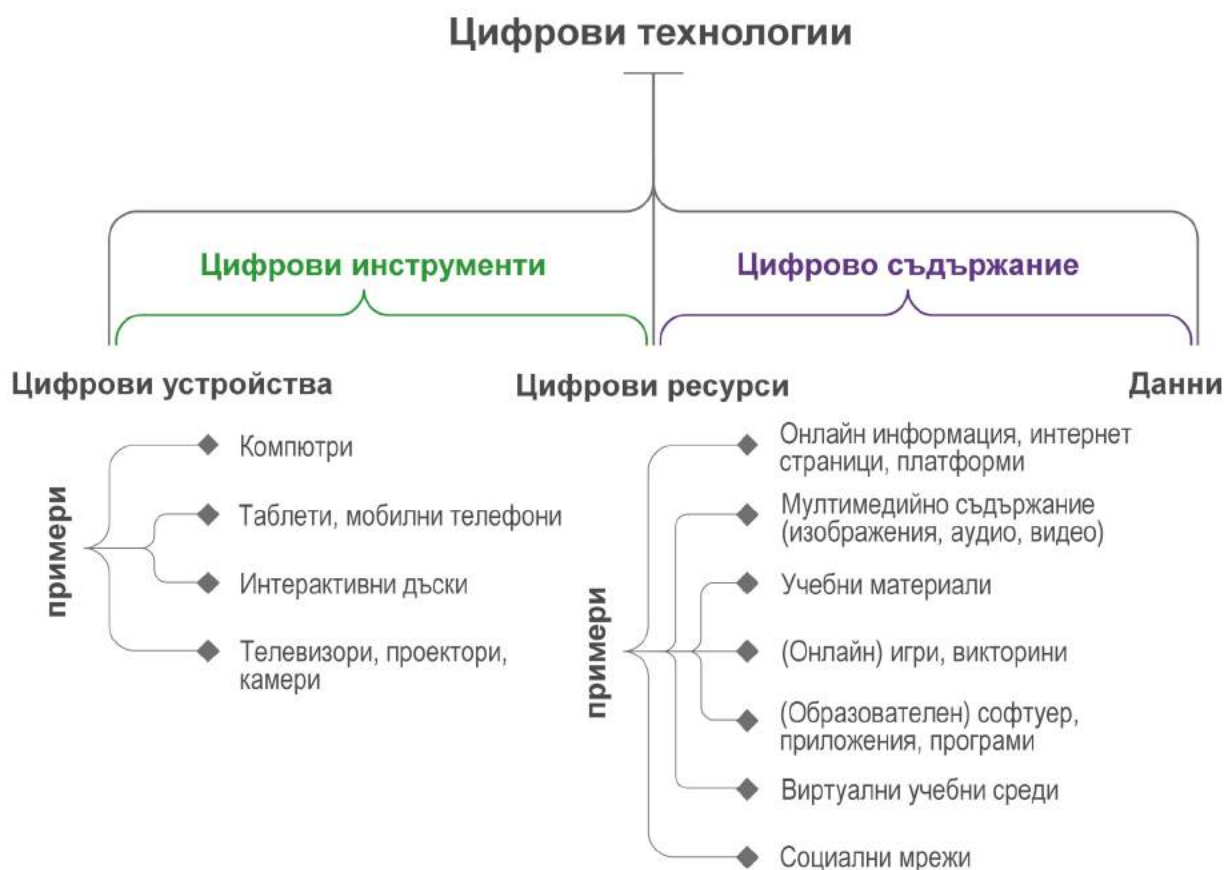 Цифрови технологии
Цифрови инструменти
Цифрово съдържание
Цифрови устройства
Цифрови ресурси
Данни
примери
Компютри
Таблети, мобилни телефони
Интерактивни дъски
Телевизори, проектори,
камери
примери
Онлайн информация, интернет
страници, платформи
Мултимедийно съдържание
(изображения, аудио, видео)
Учебни материали
(Онлайн) игри, викторини
(Образователен) софтуер,
приложения, програми
Виртуални учебни среди
Социални мрежи